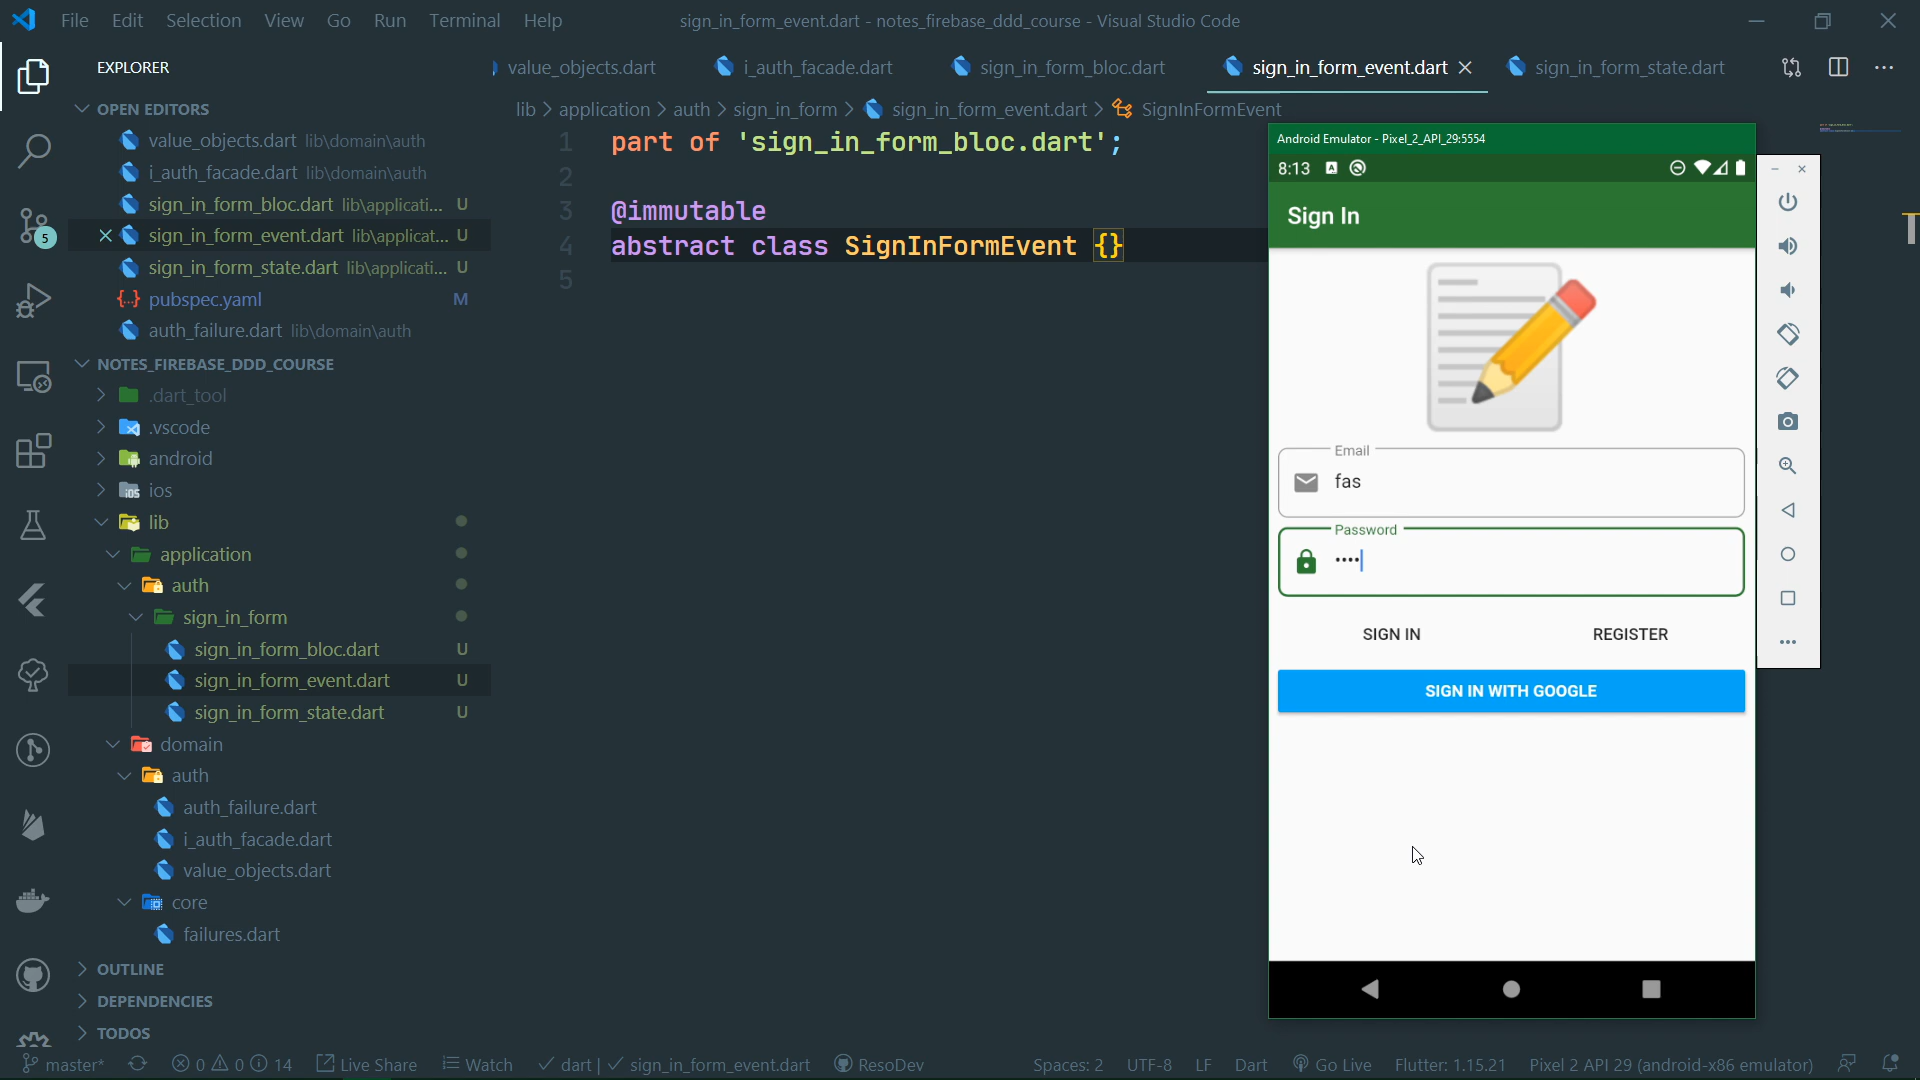 File Edit Selection View Go Run Terminal Help
sign_in_form_event.dart - notes_firebase_ddd_course - Visual Studio Code
EXPLORER
value_objects.dart
i_auth_facade.dart
sign_in_form_bloc.dart
sign_in_form_event.dart
sign_in_form_state.dart
OPEN EDITORS
lib > application > auth > sign_in_form > sign_in_form_event.dart > SignInFormEvent
value_objects.dart lib\domain\auth
i_auth_facade.dart lib\domain\auth
sign_in_form_bloc.dart lib\applicati... U
sign_in_form_event.dart lib\applicat... U
sign_in_form_state.dart lib\applicati... U
pubspec.yaml M
auth_failure.dart lib\domain\auth
1 part of 'sign_in_form_bloc.dart';
2
3 @immutable
4 abstract class SignInFormEvent {}
5
NOTES_FIREBASE_DDD_COURSE
.dart_tool
.vscode
android
ios
lib
application
auth
sign_in_form
sign_in_form_bloc.dart U
sign_in_form_event.dart U
sign_in_form_state.dart U
domain
auth
auth_failure.dart
i_auth_facade.dart
value_objects.dart
core
failures.dart
OUTLINE
DEPENDENCIES
TODOS
5
Android Emulator - Pixel_2_API_29:5554
8:13
Sign In
Email
fas
Password
••••
SIGN IN
REGISTER
SIGN IN WITH GOOGLE
master* 0 0 14 Live Share Watch dart | sign_in_form_event.dart ResoDev Spaces: 2 UTF-8 LF Dart Go Live Flutter: 1.15.21 Pixel 2 API 29 (android-x86 emulator)